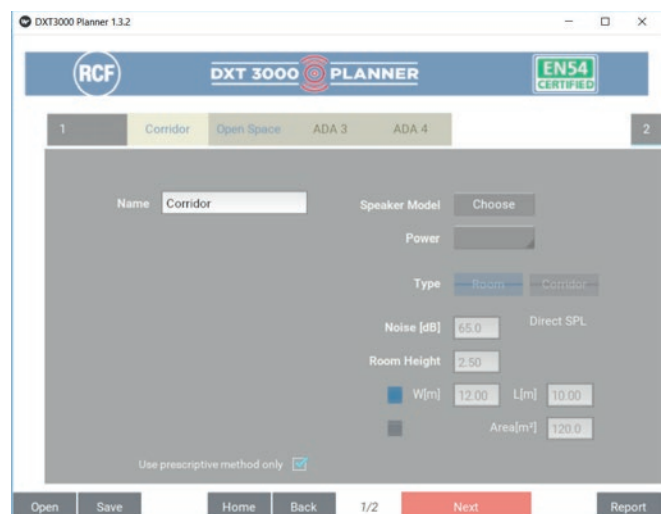 DXT3000 Planner 1.3.2
RCF
DXT 3000 PLANNER
EN54
CERTIFIED
1 Corridor Open Space ADA 3 ADA 4 2
Name Corridor
Speaker Model Choose
Power
Type Room Corridor
Noise [dB] 65.0 Direct SPL
Room Height 2.50
W[m] 12.00 L[m] 10.00
Area[m²] 120.0
Use prescriptive method only
Open Save Home Back 1/2 Next Report